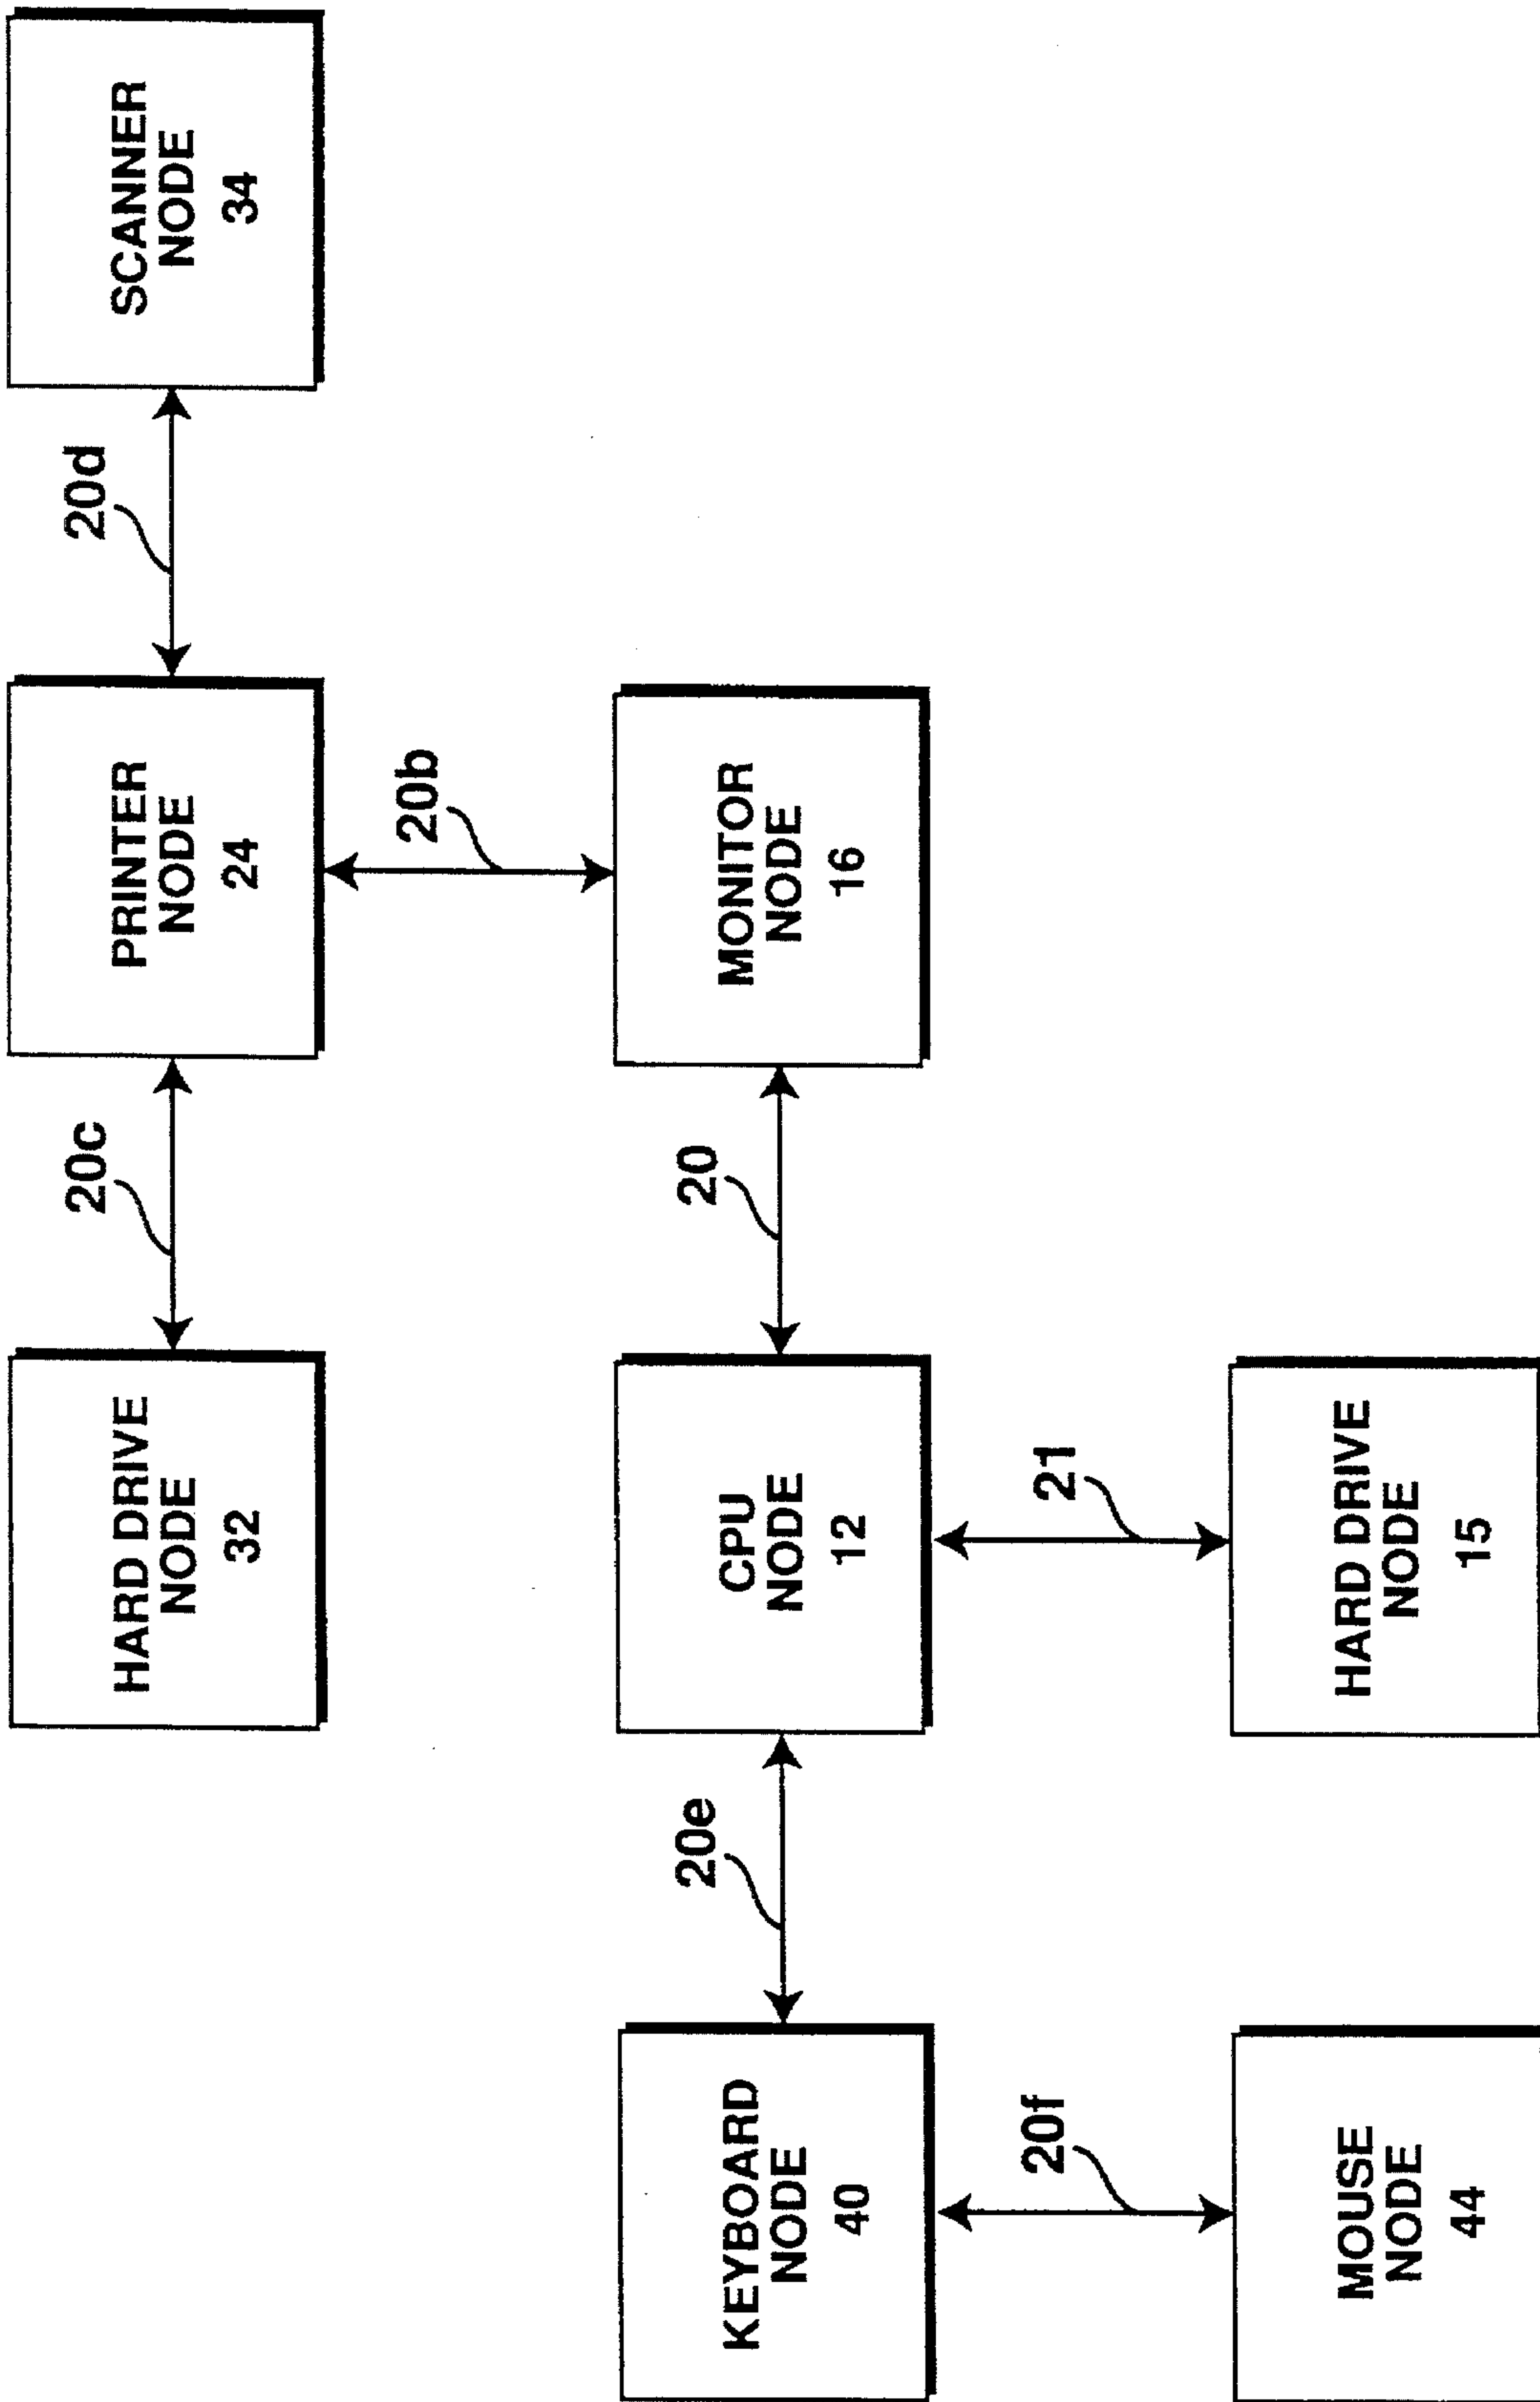 20c
20d
HARD DRIVE
NODE
32
PRINTER
NODE
24
SCANNER
NODE
34
20b
20e
20
KEYBOARD
NODE
40
CPU
NODE
12
MONITOR
NODE
16
20f
21
MOUSE
NODE
44
HARD DRIVE
NODE
15